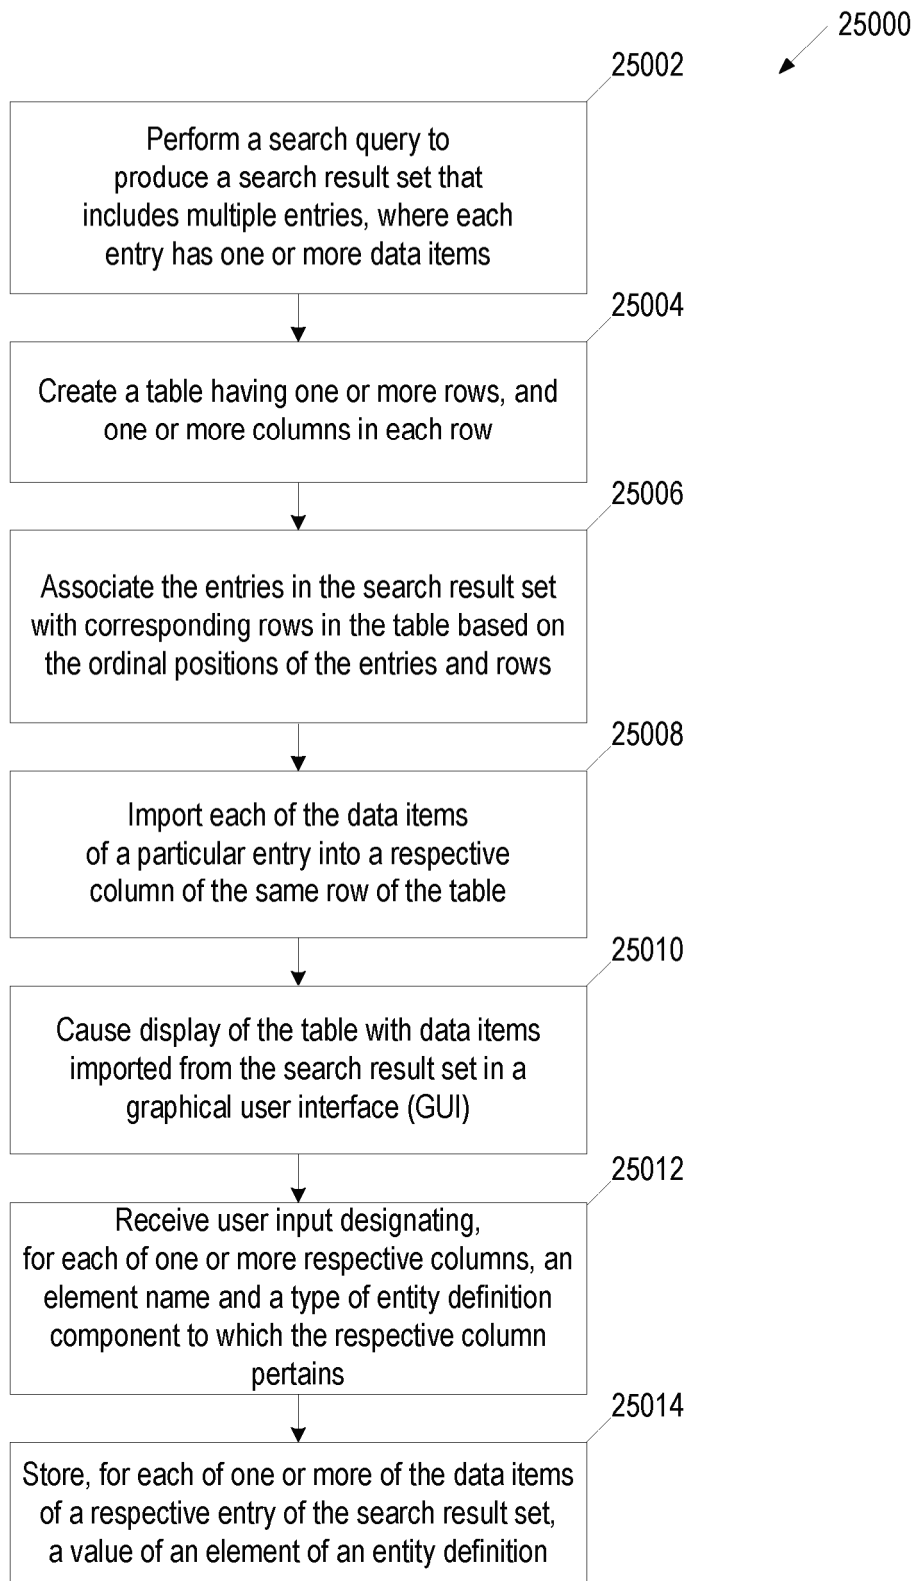 25000
25002
Perform a search query to
produce a search result set that
includes multiple entries, where each
entry has one or more data items
25004
Create a table having one or more rows, and
one or more columns in each row
25006
Associate the entries in the search result set
with corresponding rows in the table based on
the ordinal positions of the entries and rows
25008
Import each of the data items
of a particular entry into a respective
column of the same row of the table
25010
Cause display of the table with data items
imported from the search result set in a
graphical user interface (GUI)
25012
Receive user input designating,
for each of one or more respective columns, an
element name and a type of entity definition
component to which the respective column
pertains
25014
Store, for each of one or more of the data items
of a respective entry of the search result set,
a value of an element of an entity definition